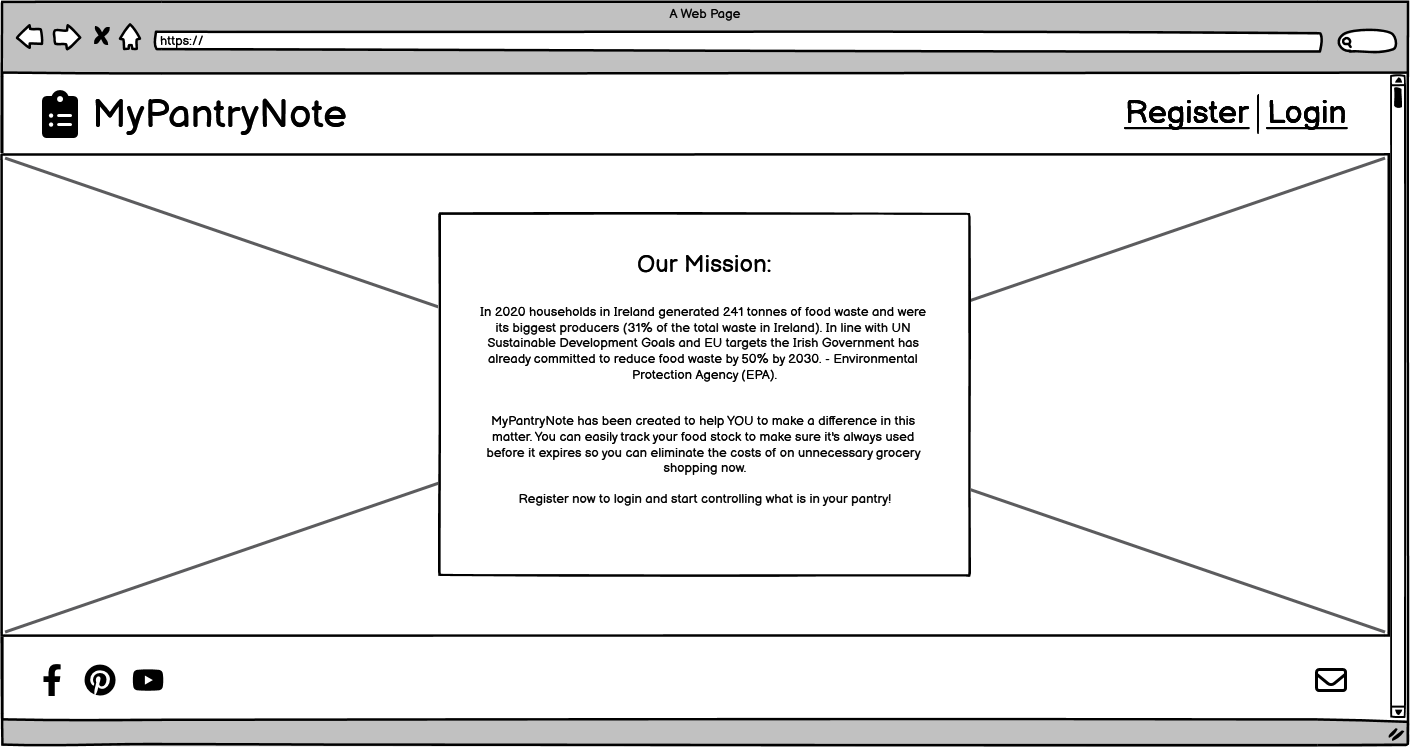 A Web Page
https://
MyPantryNote
Register
Login
Our Mission:
In 2020 households in Ireland generated 241 tonnes of food waste and were
its biggest producers (31% of the total waste in Ireland). In line with UN
Sustainable Development Goals and EU targets the Irish Government has
already committed to reduce food waste by 50% by 2030. - Environmental
Protection Agency (EPA).
MyPantryNote has been created to help YOU to make a difference in this
matter. You can easily track your food stock to make sure it's always used
before it expires so you can eliminate the costs of on unnecessary grocery
shopping now.
Register now to login and start controlling what is in your pantry!